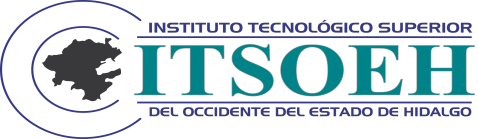 INSTITUTO TECNOLÓGICO SUPERIOR
ITSOEH
DEL OCCIDENTE DEL ESTADO DE HIDALGO